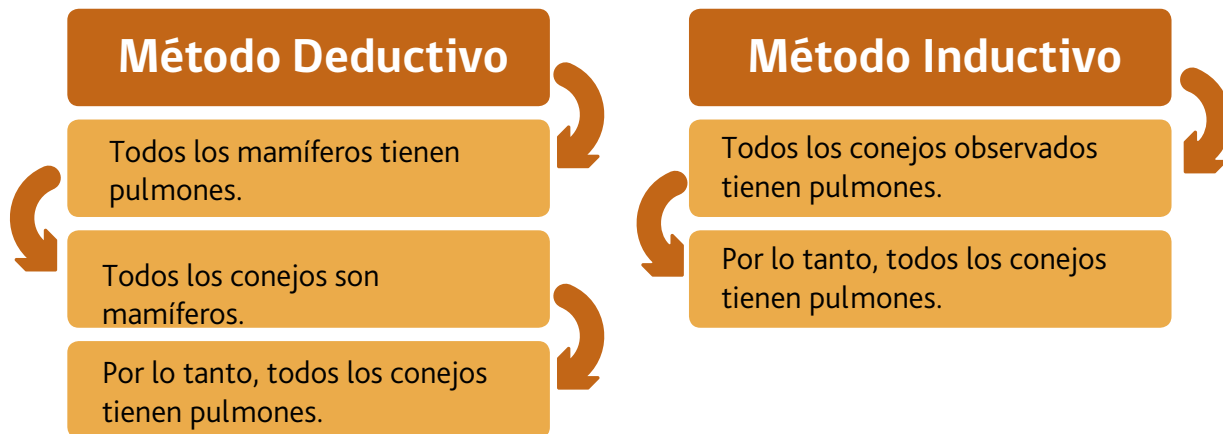 Método Deductivo
Todos los mamíferos tienen
pulmones.
Todos los conejos son
mamíferos.
Por lo tanto, todos los conejos
tienen pulmones.
Método Inductivo
Todos los conejos observados
tienen pulmones.
Por lo tanto, todos los conejos
tienen pulmones.